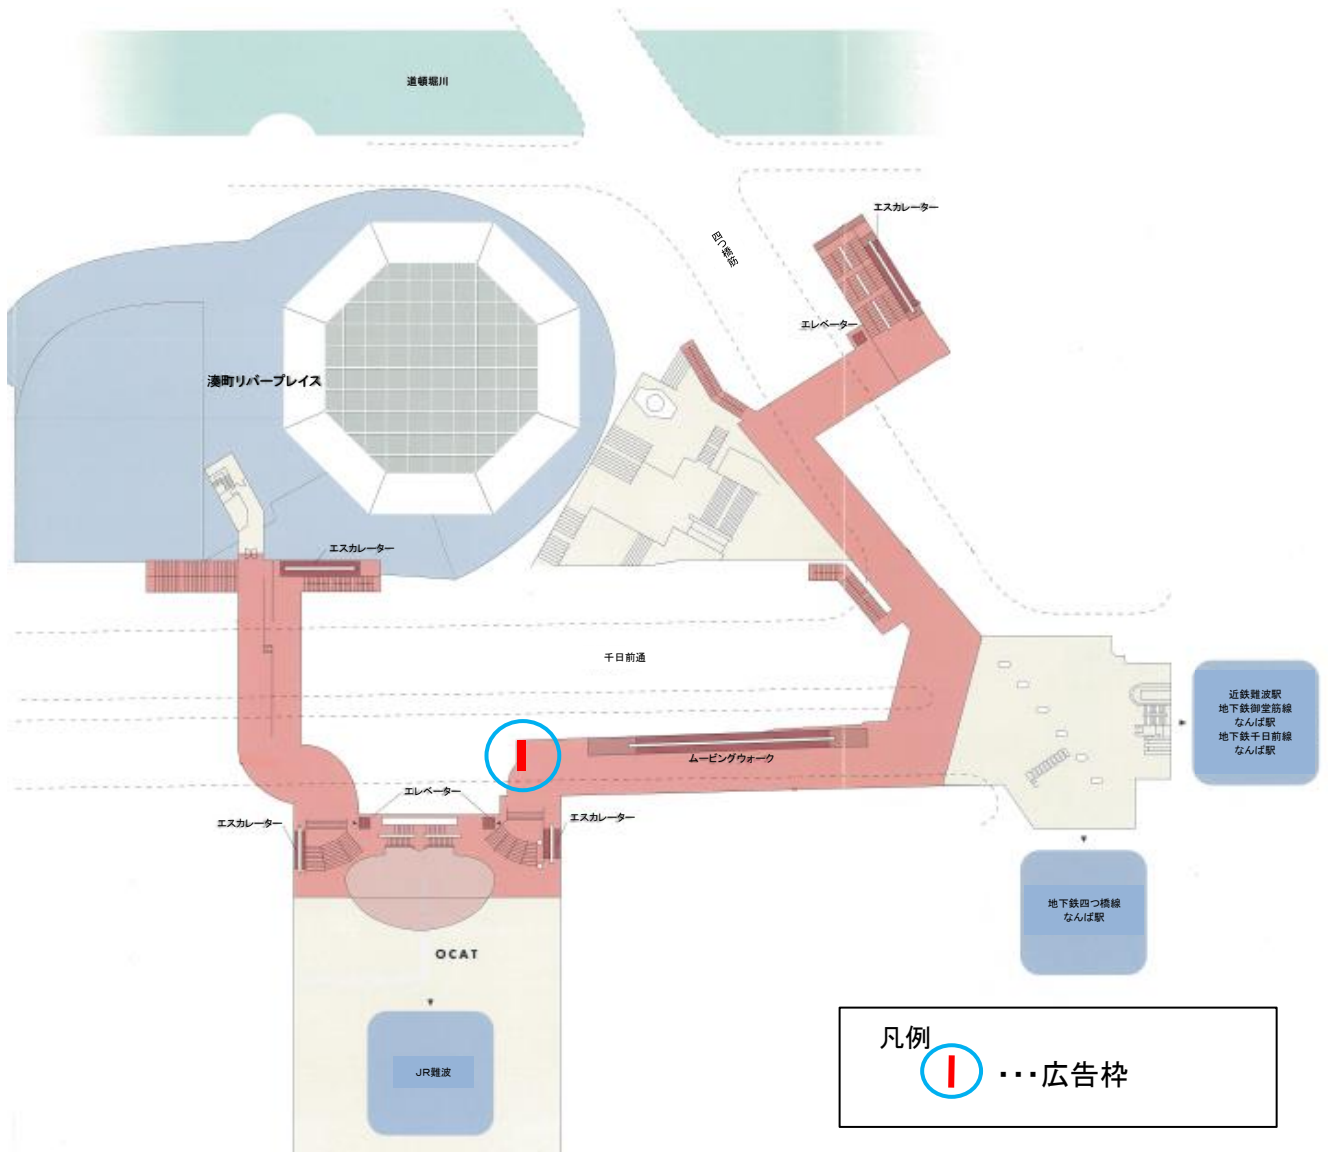 道頓堀川
エスカレーター
四つ橋筋
エレベーター
湊町リバープレイス
エスカレーター
千日前通
近鉄難波駅
地下鉄御堂筋線
なんば駅
地下鉄千日前線
なんば駅
ムービングウォーク
エレベーター
エスカレーター
エスカレーター
地下鉄四つ橋線
なんば駅
OCAT
JR難波
凡例
・・・広告枠